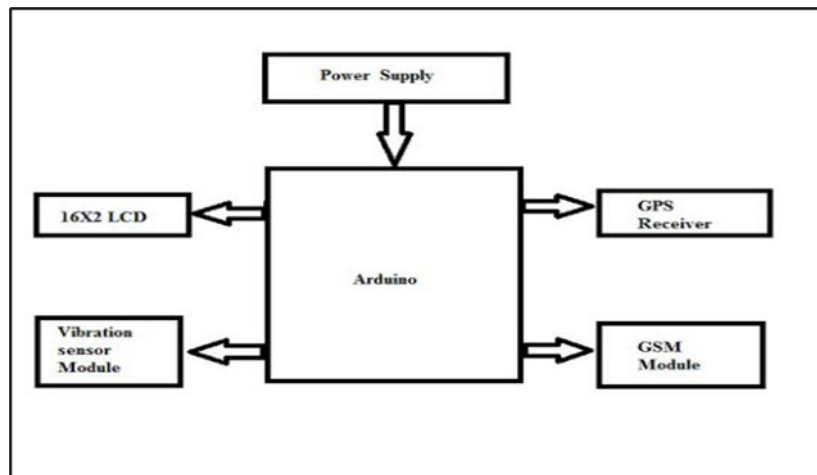 Power Supply
16X2 LCD
GPS
Receiver
Arduino
Vibration
sensor
Module
GSM
Module